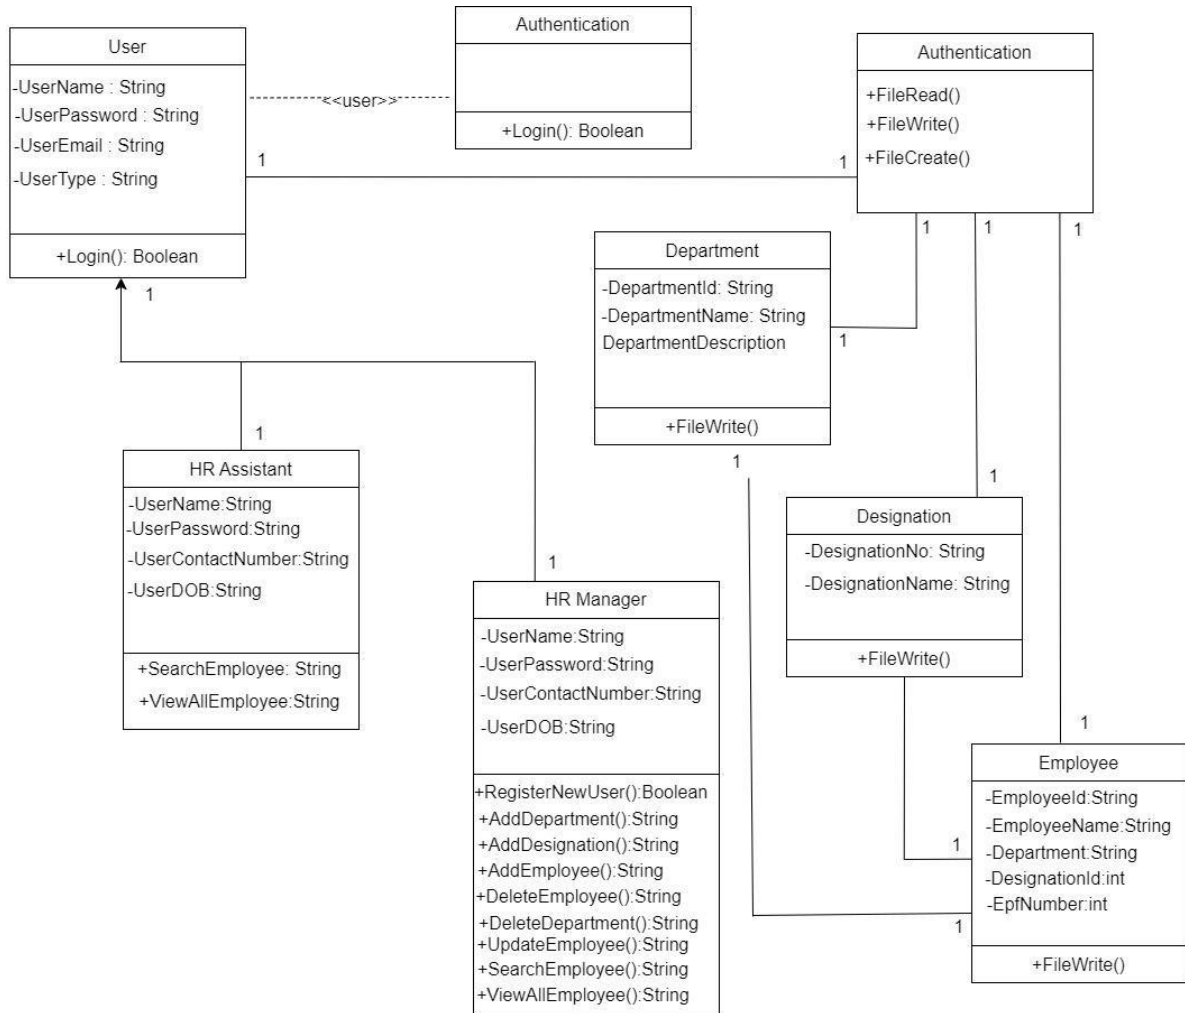 User
-UserName : String
-UserPassword : String
-UserEmail : String
-UserType : String
+Login(): Boolean
1
1
<<user>>
Authentication
+Login(): Boolean
Authentication
+FileRead()
+FileWrite()
+FileCreate()
1
1
1
1
Department
-DepartmentId: String
-DepartmentName: String
DepartmentDescription
+FileWrite()
1
1
HR Assistant
-UserName:String
-UserPassword:String
-UserContactNumber:String
-UserDOB:String
+SearchEmployee: String
+ViewAllEmployee:String
1
HR Manager
-UserName:String
-UserPassword:String
-UserContactNumber:String
-UserDOB:String
+RegisterNewUser():Boolean
+AddDepartment():String
+AddDesignation():String
+AddEmployee():String
+DeleteEmployee():String
+DeleteDepartment():String
+UpdateEmployee():String
+SearchEmployee():String
+ViewAllEmployee():String
1
Designation
-DesignationNo: String
-DesignationName: String
+FileWrite()
1
Employee
-EmployeeId:String
-EmployeeName:String
-Department:String
-DesignationId:int
-EpfNumber:int
+FileWrite()
1
1
1